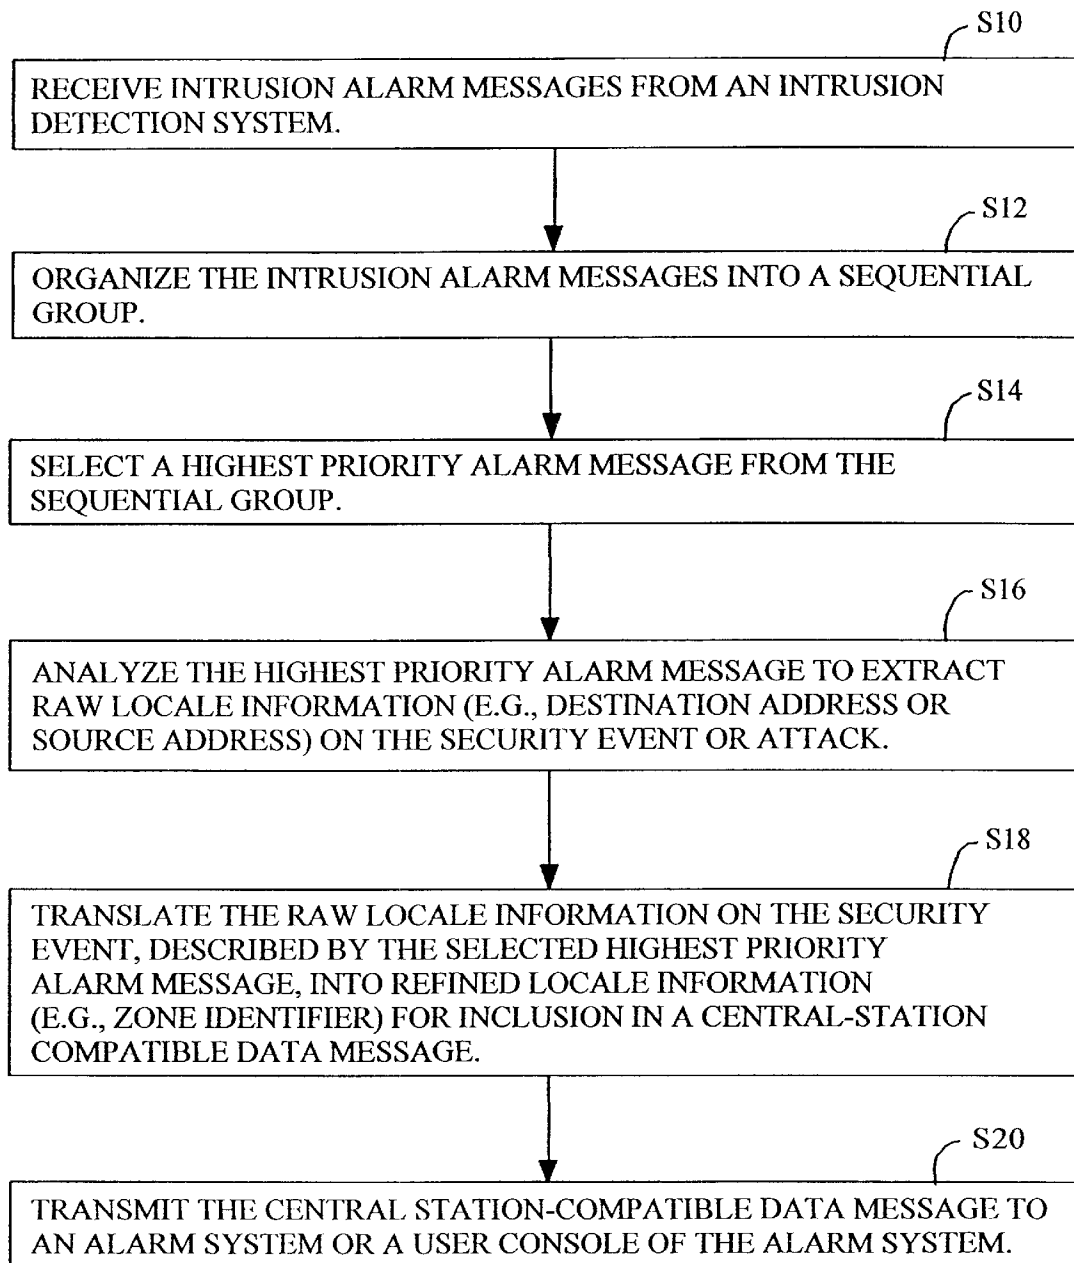 S10
RECEIVE INTRUSION ALARM MESSAGES FROM AN INTRUSION
DETECTION SYSTEM.
S12
ORGANIZE THE INTRUSION ALARM MESSAGES INTO A SEQUENTIAL
GROUP.
S14
SELECT A HIGHEST PRIORITY ALARM MESSAGE FROM THE
SEQUENTIAL GROUP.
S16
ANALYZE THE HIGHEST PRIORITY ALARM MESSAGE TO EXTRACT
RAW LOCALE INFORMATION (E.G., DESTINATION ADDRESS OR
SOURCE ADDRESS) ON THE SECURITY EVENT OR ATTACK.
S18
TRANSLATE THE RAW LOCALE INFORMATION ON THE SECURITY
EVENT, DESCRIBED BY THE SELECTED HIGHEST PRIORITY
ALARM MESSAGE, INTO REFINED LOCALE INFORMATION
(E.G., ZONE IDENTIFIER) FOR INCLUSION IN A CENTRAL-STATION
COMPATIBLE DATA MESSAGE.
S20
TRANSMIT THE CENTRAL STATION-COMPATIBLE DATA MESSAGE TO
AN ALARM SYSTEM OR A USER CONSOLE OF THE ALARM SYSTEM.